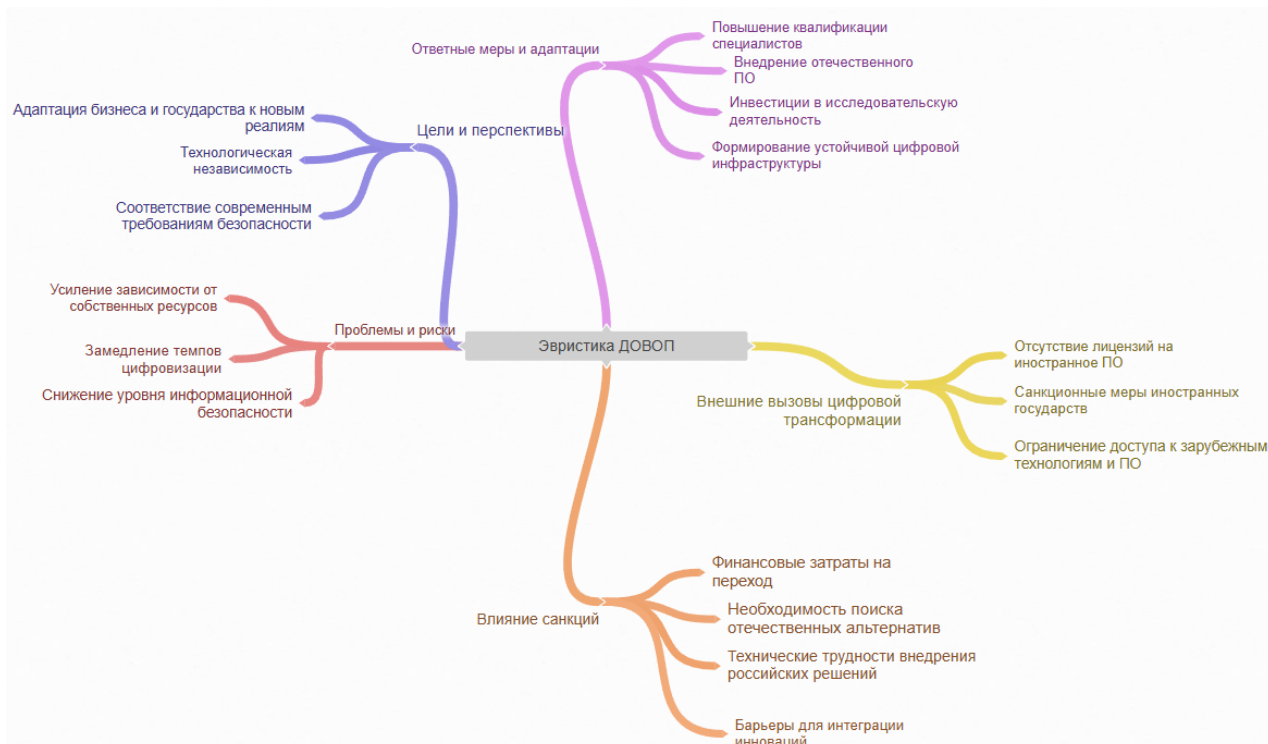 Ответные меры и адаптации
Повышение квалификации
специалистов
Внедрение отечественного
ПО
Инвестиции в исследовательскую
деятельность
Формирование устойчивой цифровой
инфраструктуры
Цели и перспективы
Адаптация бизнеса и государства к новым
реалиям
Технологическая
независимость
Соответствие современным
требованиям безопасности
Проблемы и риски
Усиление зависимости от
собственных ресурсов
Замедление темпов
цифровизации
Снижение уровня информационной
безопасности
Эвристика ДОВОП
Внешние вызовы цифровой
трансформации
Отсутствие лицензий на
иностранное ПО
Санкционные меры иностранных
государств
Ограничение доступа к зарубежным
технологиям и ПО
Влияние санкций
Финансовые затраты на
переход
Необходимость поиска
отечественных альтернатив
Технические трудности внедрения
российских решений
Барьеры для интеграции
инноваций